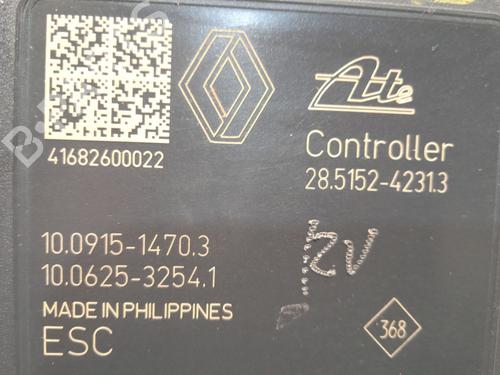 Ate
41682600022
Controller
28.5152-4231.3
10.0915-1470.3
10.0625-3254.1
MADE IN PHILIPPINES
ESC
368